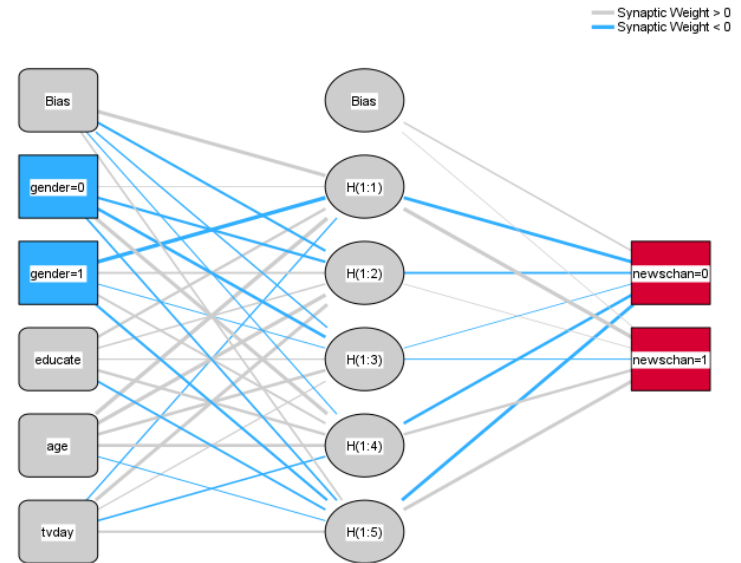 Synaptic Weight > 0
Synaptic Weight < 0
Bias
Bias
gender=0
H(1:1)
gender=1
H(1:2)
newschan=0
educate
H(1:3)
newschan=1
age
H(1:4)
tvday
H(1:5)